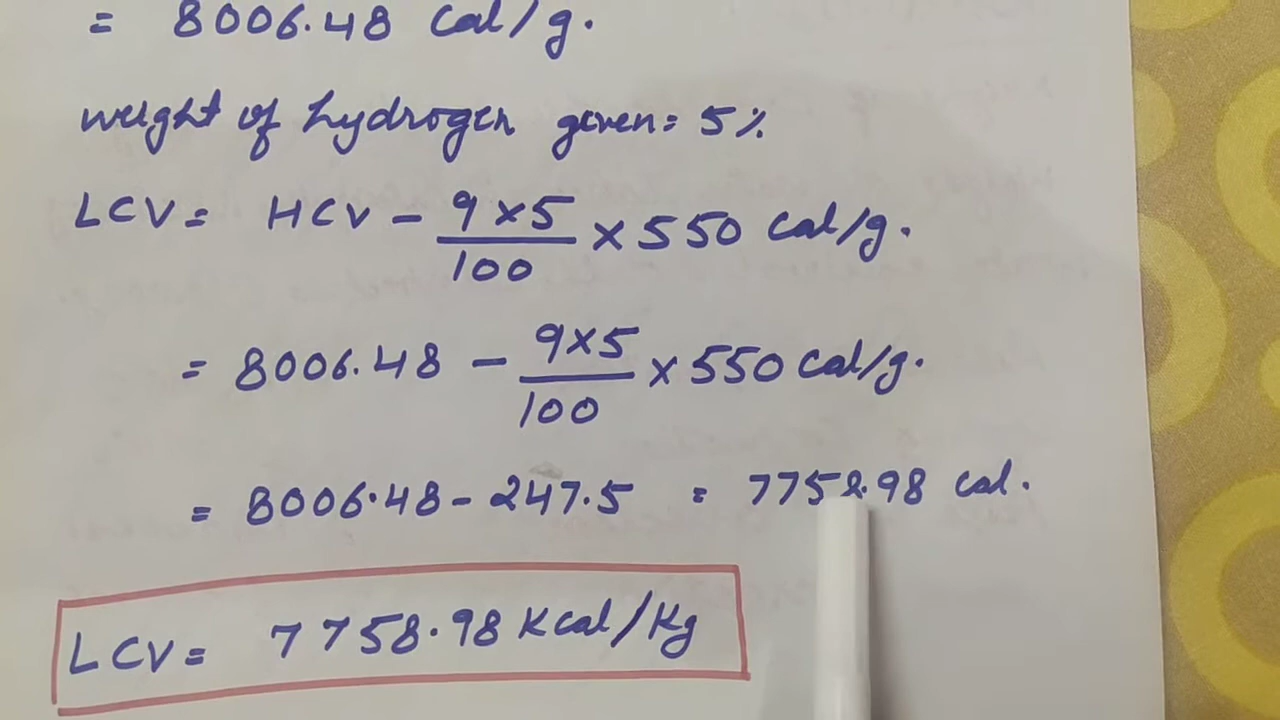 = 8006.48 Cal/g.
weight of hydrogen given = 5%
LCV = HCV - 9×5/100 × 550 Cal/g.
= 8006.48 - 9×5/100 × 550 Cal/g.
= 8006.48 - 247.5 = 7758.98 Cal.
LCV = 7758.98 Kcal/Kg